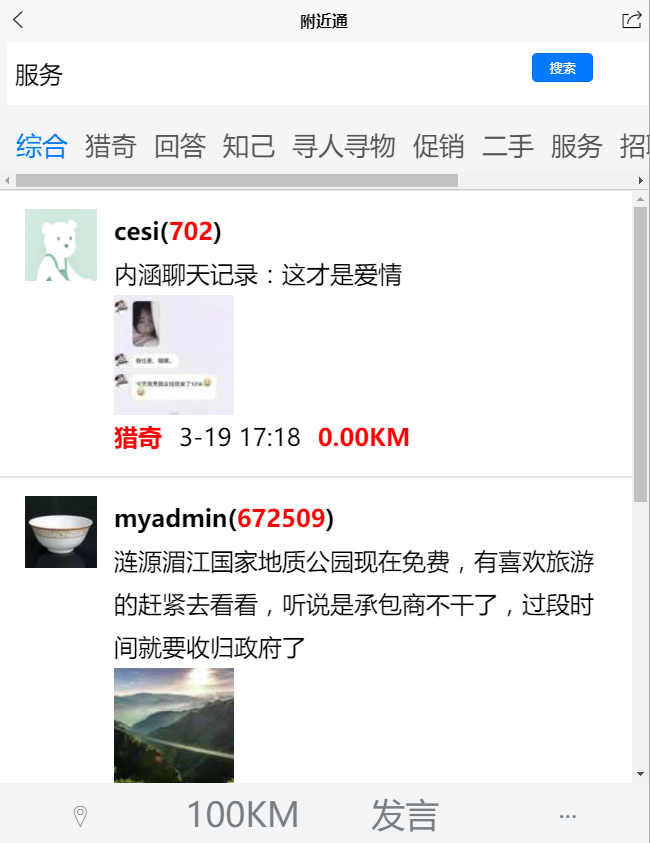 附近通
服务
搜索
综合 猎奇 回答 知己 寻人寻物 促销 二手 服务 招
cesi(702)
内涵聊天记录：这才是爱情
猎奇 3-19 17:18 0.00KM
myadmin(672509)
涟源湄江国家地质公园现在免费，有喜欢旅游
的赶紧去看看，听说是承包商不干了，过段时
间就要收归政府了
100KM 发言 ...